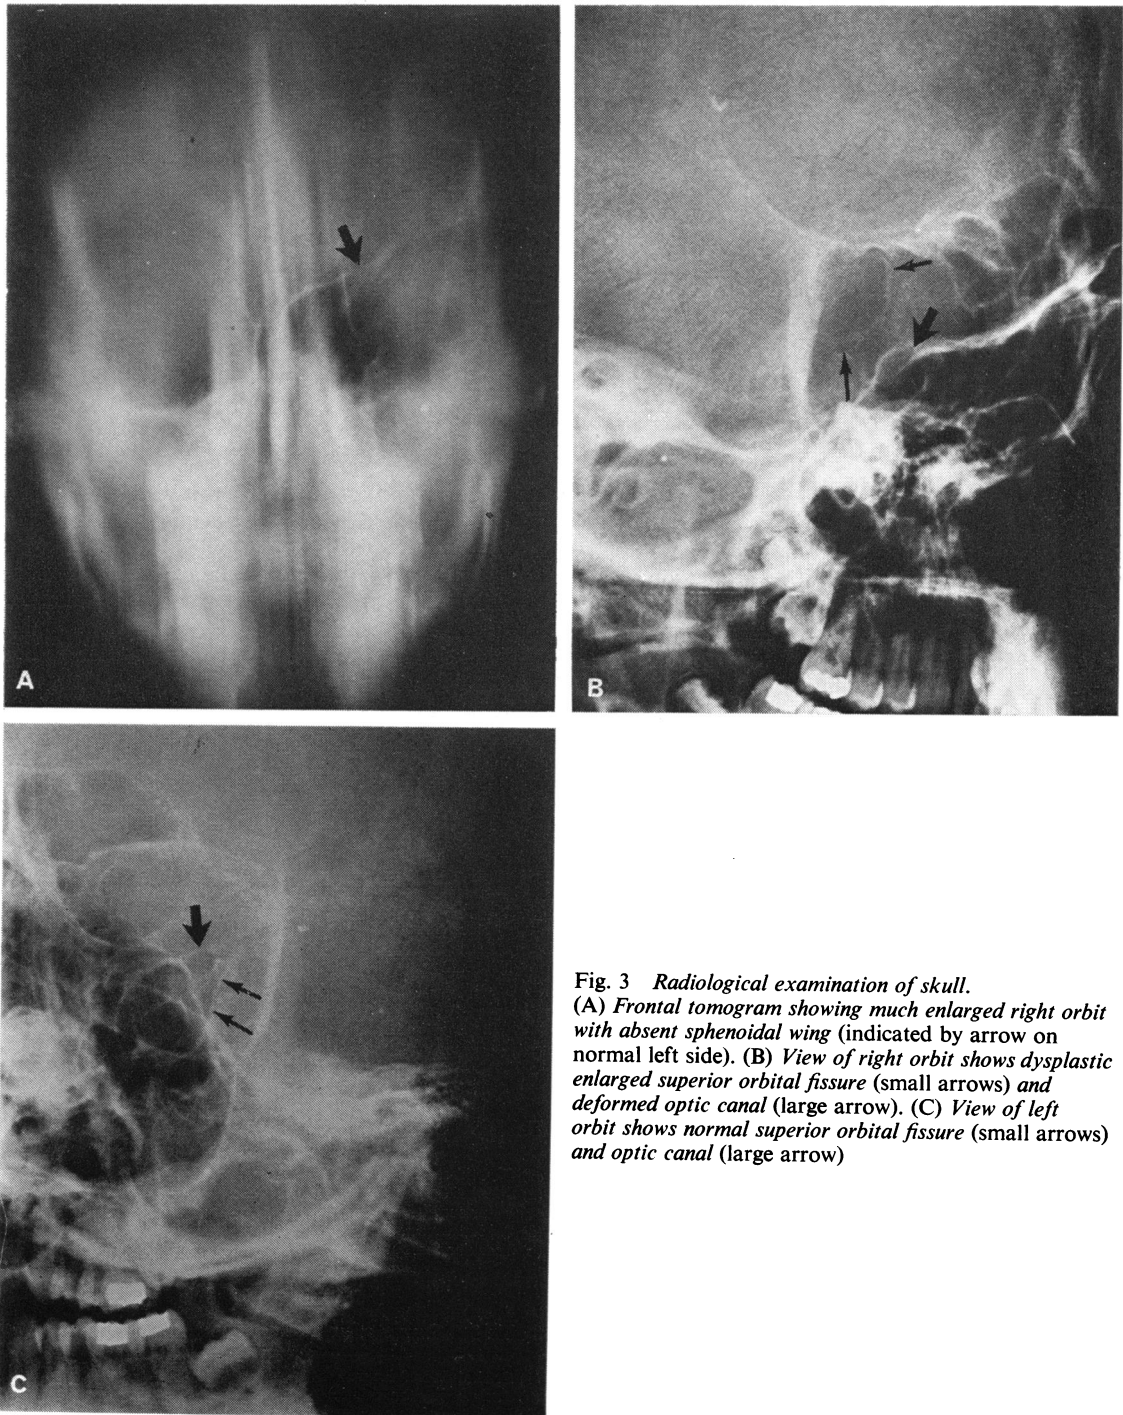 A
B
C
Fig. 3 Radiological examination of skull.
(A) Frontal tomogram showing much enlarged right orbit
with absent sphenoidal wing (indicated by arrow on
normal left side). (B) View of right orbit shows dysplastic
enlarged superior orbital fissure (small arrows) and
deformed optic canal (large arrow). (C) View of left
orbit shows normal superior orbital fissure (small arrows)
and optic canal (large arrow)